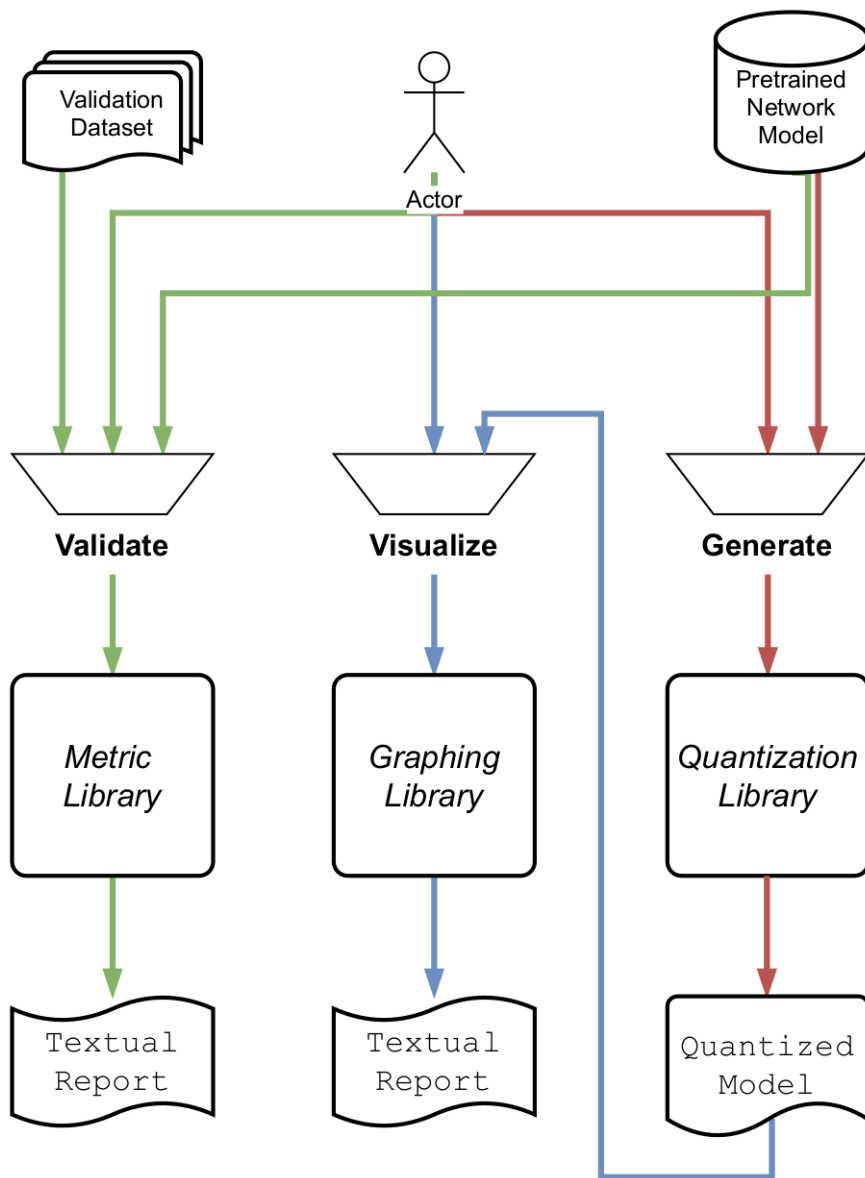 Validation
Dataset
Actor
Pretrained
Network
Model
Validate
Visualize
Generate
Metric
Library
Graphing
Library
Quantization
Library
Textual
Report
Textual
Report
Quantized
Model